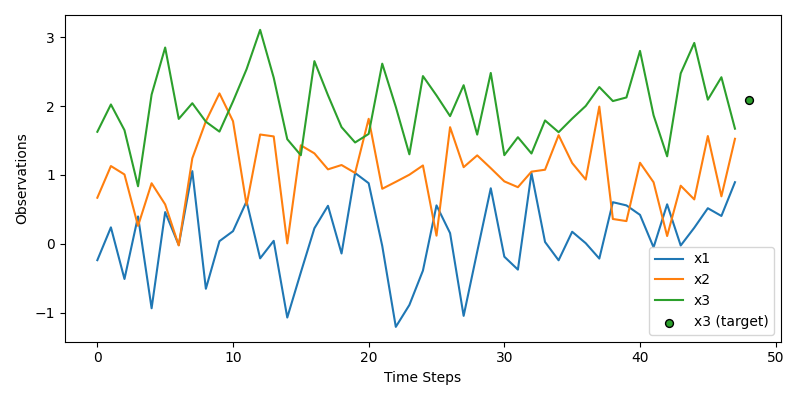 3
2
1
0
−1
Observations
0
10
20
30
40
50
Time Steps
x1
x2
x3
x3 (target)